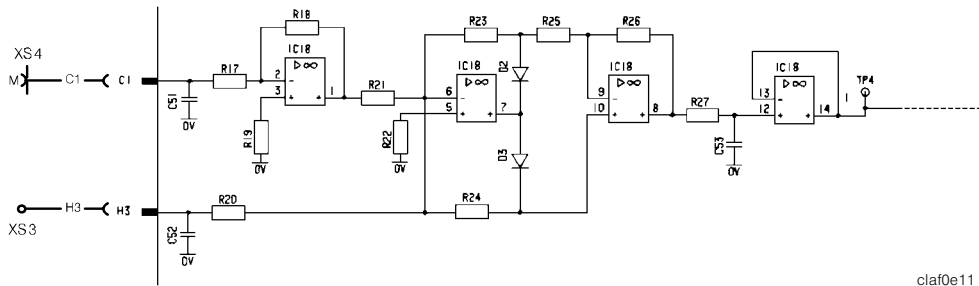 R18
R23
R25
R26
XS4
IC18
D2
M
C1
C1
R17
2
-
▷∞
IC18
IC18
▷∞
IC18
3
+
+
1
R21
6
-
▷∞
9
-
13
-
▷∞
TP4
C51
5
+
+
7
10
+
+
8
R27
12
+
+
14
1
0V
R19
R22
D3
C53
0V
0V
0V
H3
H3
R20
R24
XS3
C52
0V
claf0e11